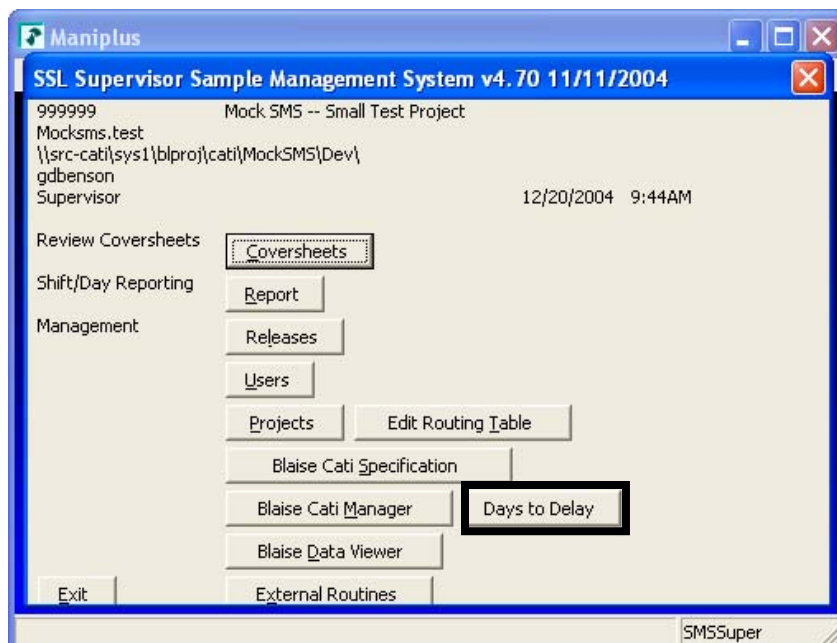 Maniplus
SSL Supervisor Sample Management System v4.70 11/11/2004
999999 Mock SMS -- Small Test Project
Mocksms.test
\\src-cati\sys1\blproj\cati\MockSMS\Dev\
gdbenson
Supervisor 12/20/2004 9:44AM
Review Coversheets Coversheets
Shift/Day Reporting Report
Management Releases
Users
Projects Edit Routing Table
Blaise Cati Specification
Blaise Cati Manager Days to Delay
Blaise Data Viewer
Exit External Routines
SMSSuper